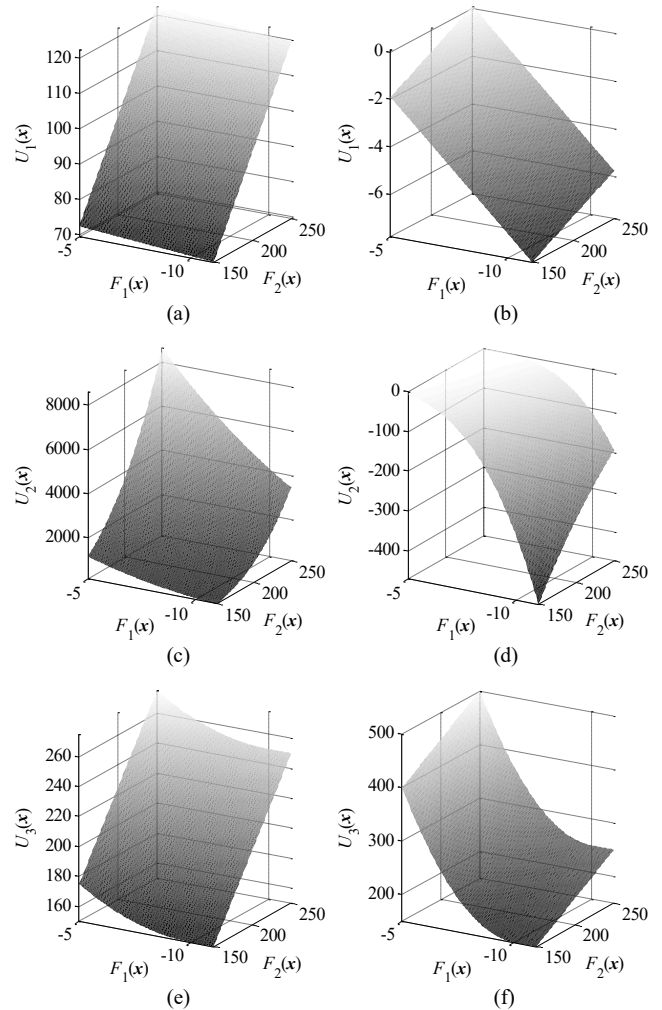 120
110
100
90
80
70
U1(x)
-5
-10
F1(x)
150
200
250
F2(x)
(a)
0
-2
-4
-6
U1(x)
-5
-10
F1(x)
150
200
250
F2(x)
(b)
8000
6000
4000
2000
U2(x)
-5
-10
F1(x)
150
200
250
F2(x)
(c)
0
-100
-200
-300
-400
U2(x)
-5
-10
F1(x)
150
200
250
F2(x)
(d)
260
240
220
200
180
160
U3(x)
-5
-10
F1(x)
150
200
250
F2(x)
(e)
500
400
300
200
U3(x)
-5
-10
F1(x)
150
200
250
F2(x)
(f)